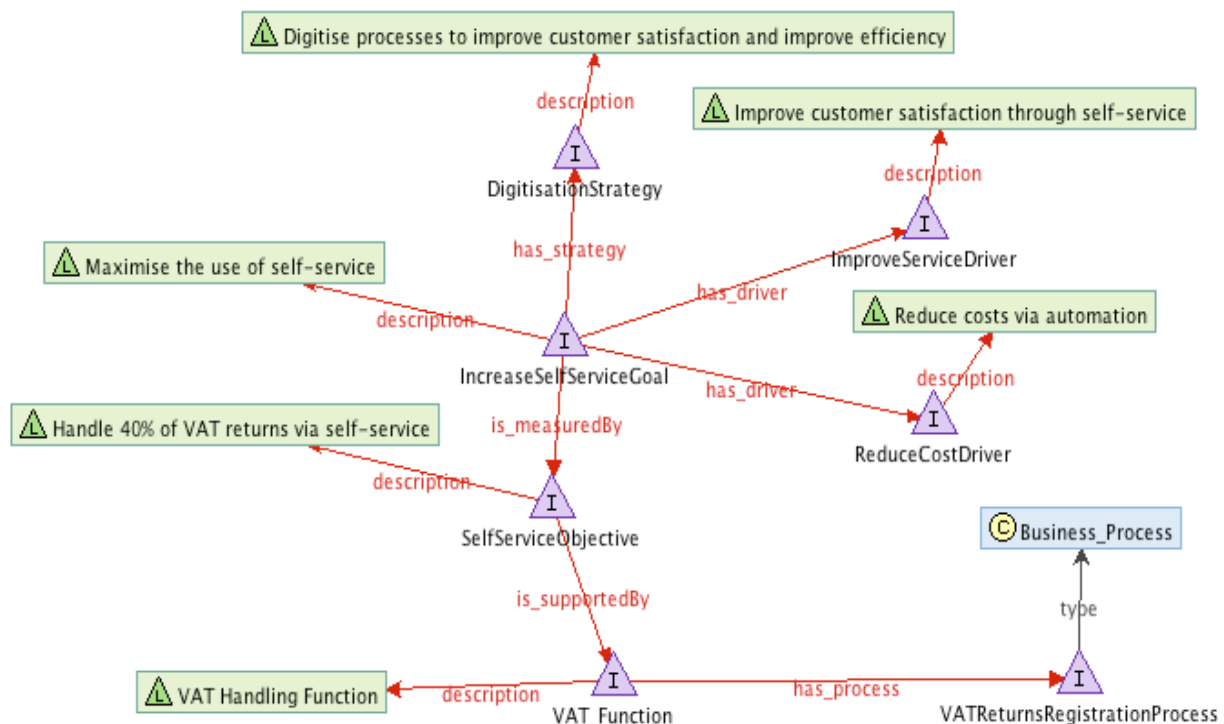 L Digitise processes to improve customer satisfaction and improve efficiency
description
L Improve customer satisfaction through self-service
I
DigitisationStrategy
description
has_strategy
I
ImproveServiceDriver
L Maximise the use of self-service
has_driver
description
L Reduce costs via automation
I
IncreaseSelfServiceGoal
has_driver
description
L Handle 40% of VAT returns via self-service
is_measuredBy
I
ReduceCostDriver
description
I
SelfServiceObjective
C Business_Process
is_supportedBy
type
L VAT Handling Function
description
I
VAT_Function
has_process
I
VATReturnsRegistrationProcess